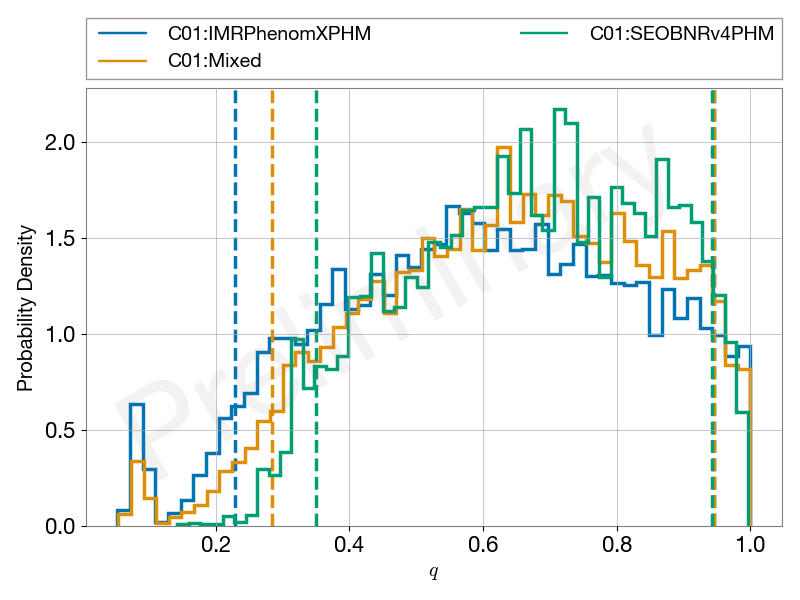 C01:IMRPhenomXPHM
C01:SEOBNRv4PHM
C01:Mixed
Preliminary
Probability Density
2.0
1.5
1.0
0.5
0.0
0.2
0.4
0.6
0.8
1.0
q